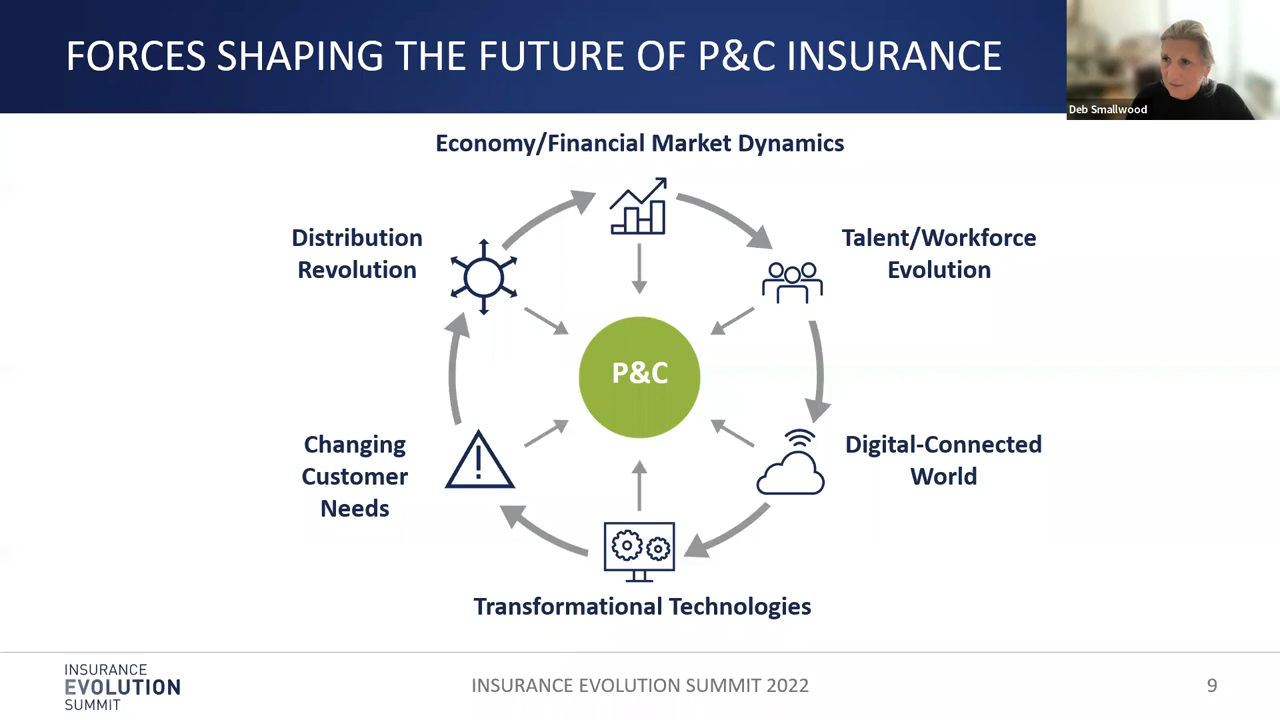 FORCES SHAPING THE FUTURE OF P&C INSURANCE
Deb Smallwood
Economy/Financial Market Dynamics
Distribution
Revolution
Talent/Workforce
Evolution
P&C
Changing
Customer
Needs
Digital-Connected
World
Transformational Technologies
INSURANCE
EVOLUTION
SUMMIT
INSURANCE EVOLUTION SUMMIT 2022
9